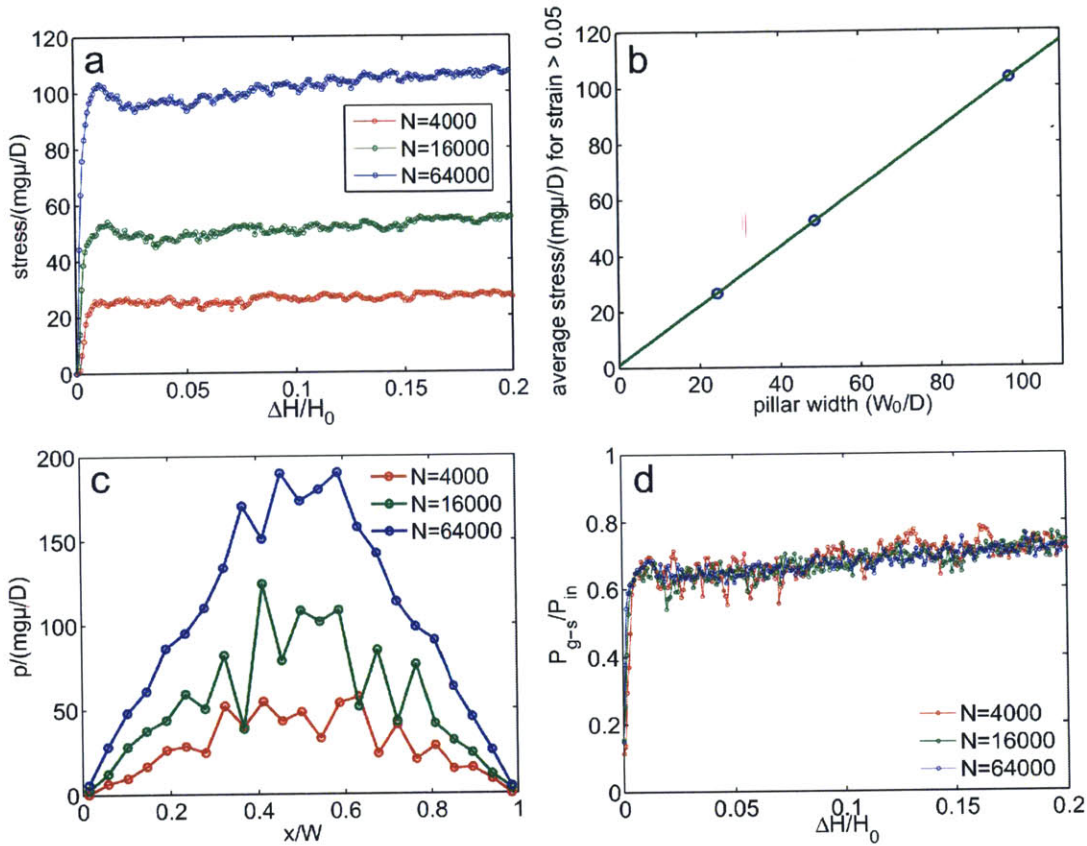 a
120
100
80
60
40
20
0
stress/(mgμ/D)
N=4000
N=16000
N=64000
0
0.05
0.1
0.15
0.2
ΔH/H0
b
average stress/(mgμ/D) for strain > 0.05
120
100
80
60
40
20
0
0
20
40
60
80
100
pillar width (W0/D)
c
200
150
100
50
0
p/(mgμ/D)
N=4000
N=16000
N=64000
0
0.2
0.4
0.6
0.8
1
x/W
d
1
0.8
0.6
0.4
0.2
0
Pg-s/Pin
N=4000
N=16000
N=64000
0
0.05
0.1
0.15
0.2
ΔH/H0